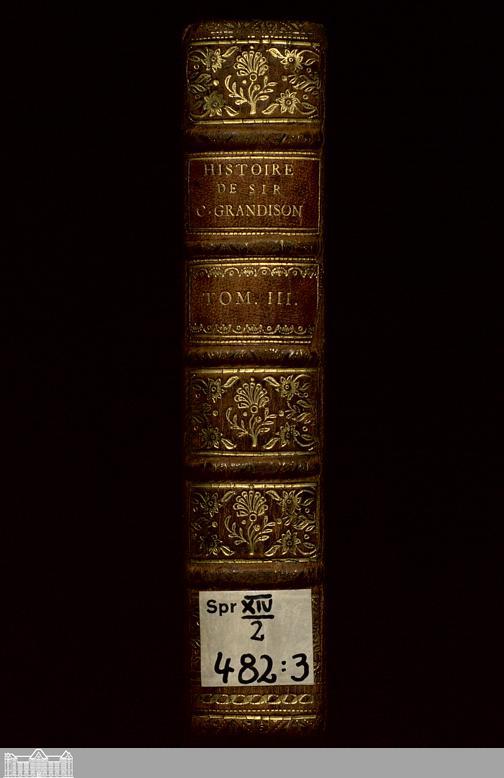 HISTOIRE
DE SIR
C. GRANDISON
TOM. III.
Spr XIV
2
482:3